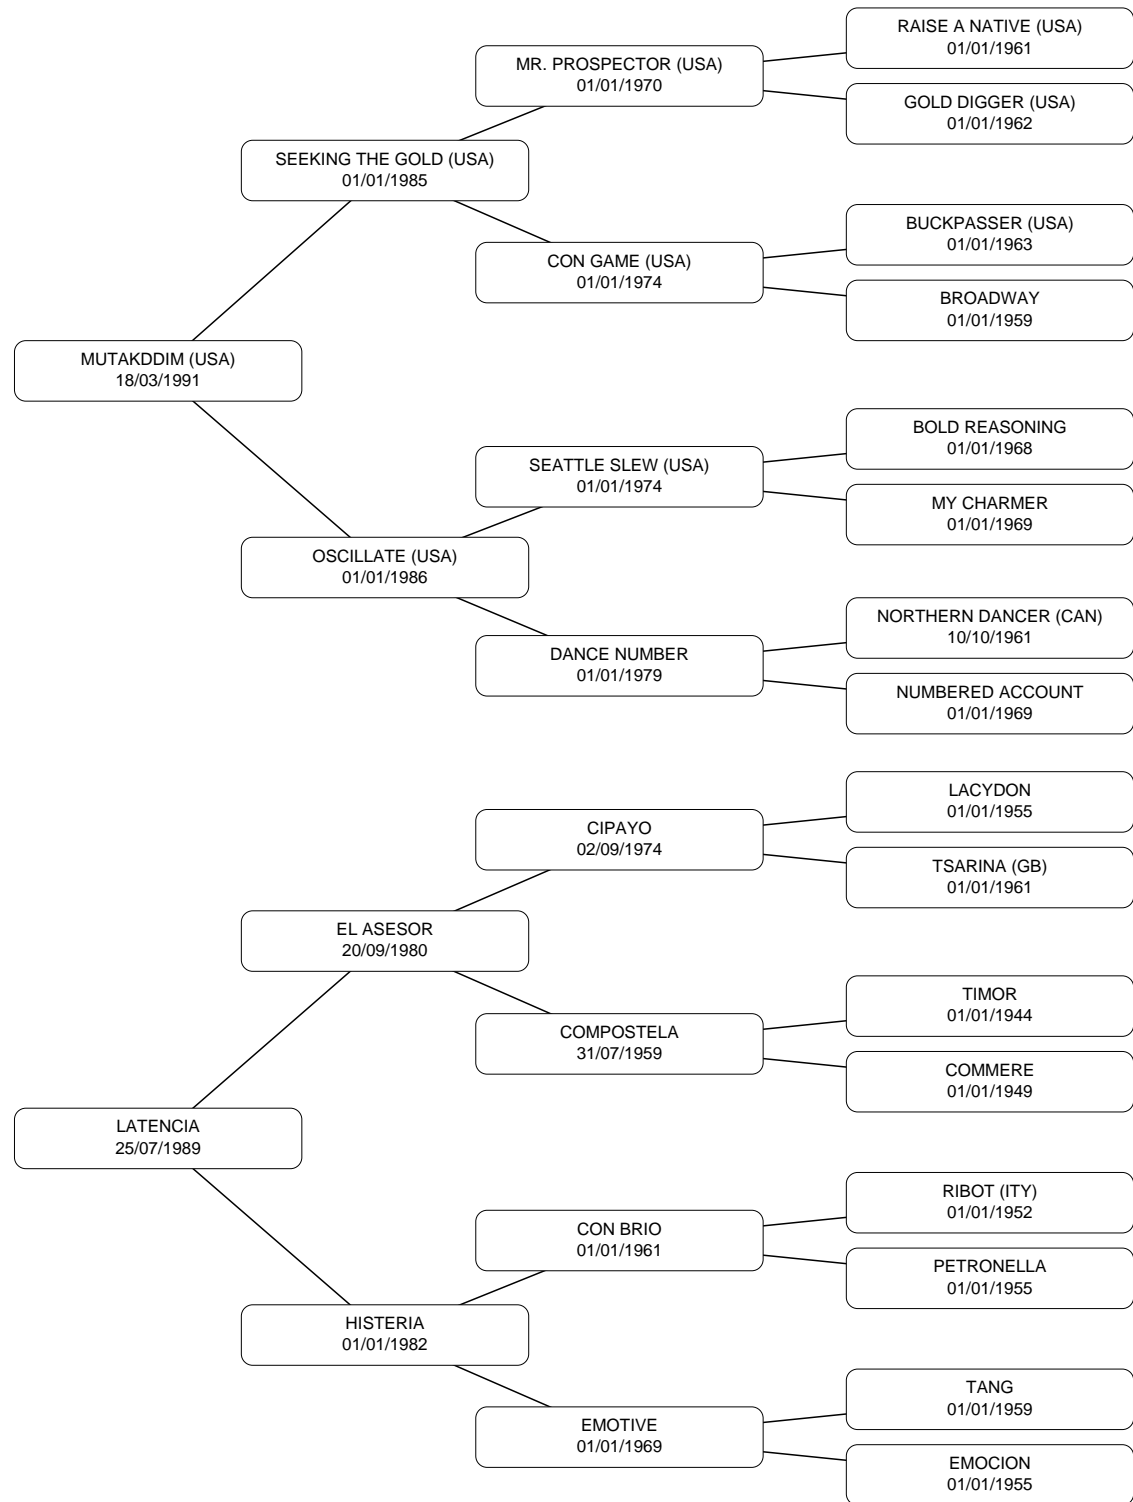 RAISE A NATIVE (USA)
01/01/1961
MR. PROSPECTOR (USA)
01/01/1970
GOLD DIGGER (USA)
01/01/1962
SEEKING THE GOLD (USA)
01/01/1985
BUCKPASSER (USA)
01/01/1963
CON GAME (USA)
01/01/1974
BROADWAY
01/01/1959
MUTAKDDIM (USA)
18/03/1991
BOLD REASONING
01/01/1968
SEATTLE SLEW (USA)
01/01/1974
MY CHARMER
01/01/1969
OSCILLATE (USA)
01/01/1986
NORTHERN DANCER (CAN)
10/10/1961
DANCE NUMBER
01/01/1979
NUMBERED ACCOUNT
01/01/1969
LACYDON
01/01/1955
CIPAYO
02/09/1974
TSARINA (GB)
01/01/1961
EL ASESOR
20/09/1980
TIMOR
01/01/1944
COMPOSTELA
31/07/1959
COMMERE
01/01/1949
LATENCIA
25/07/1989
RIBOT (ITY)
01/01/1952
CON BRIO
01/01/1961
PETRONELLA
01/01/1955
HISTERIA
01/01/1982
TANG
01/01/1959
EMOTIVE
01/01/1969
EMOCION
01/01/1955